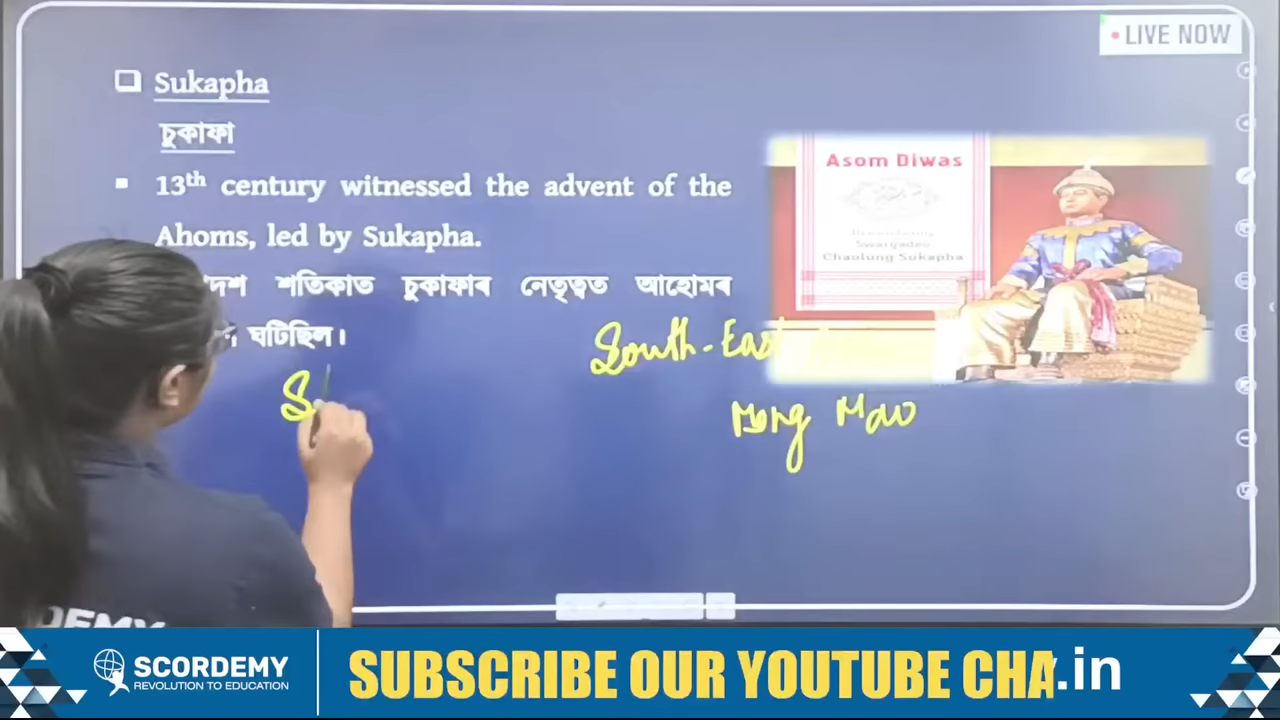 LIVE NOW
Sukapha
চুকাফা
13th century witnessed the advent of the
Ahoms, led by Sukapha.
শতিকাত চুকাফাৰ নেতৃত্বত আহোমৰ
ঘটিছিল।
Asom Diwas
Swargadeo
Chaolung Sukapha
South-East
Mong Mao
S
SCORDEMY
REVOLUTION TO EDUCATION
SUBSCRIBE OUR YOUTUBE CHA
.in